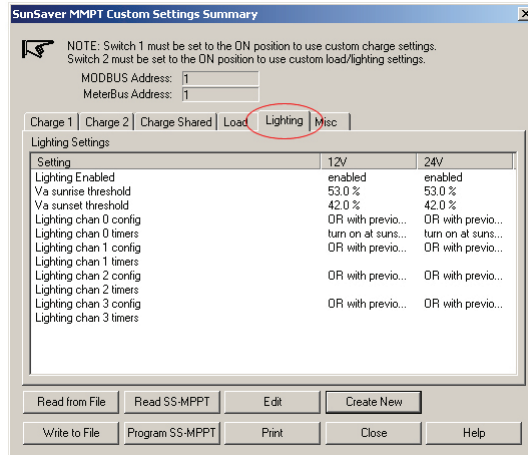 SunSaver MMPT Custom Settings Summary
NOTE: Switch 1 must be set to the ON position to use custom charge settings.
Switch 2 must be set to the ON position to use custom load/lighting settings.
MODBUS Address: 1
MeterBus Address: 1
Charge 1 Charge 2 Charge Shared Load Lighting Misc
Lighting Settings
Setting 12V 24V
Lighting Enabled enabled enabled
Va sunrise threshold 53.0 % 53.0 %
Va sunset threshold 42.0 % 42.0 %
Lighting chan 0 config OR with previo... OR with previo...
Lighting chan 0 timers turn on at suns... turn on at suns...
Lighting chan 1 config OR with previo... OR with previo...
Lighting chan 1 timers
Lighting chan 2 config OR with previo... OR with previo...
Lighting chan 2 timers
Lighting chan 3 config OR with previo... OR with previo...
Lighting chan 3 timers
Read from File Read SS-MPPT Edit Create New
Write to File Program SS-MPPT Print Close Help